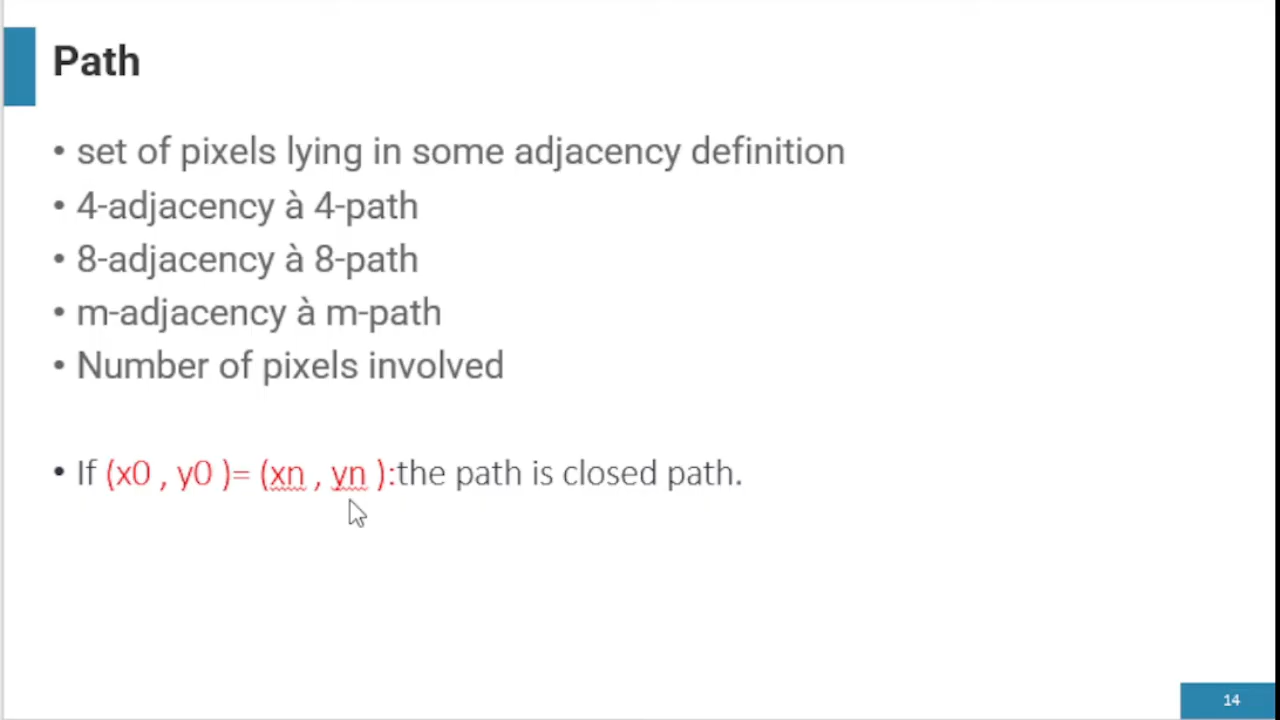 Path
• set of pixels lying in some adjacency definition
• 4-adjacency à 4-path
• 8-adjacency à 8-path
• m-adjacency à m-path
• Number of pixels involved
• If (x0 , y0 )= (xn , yn ):the path is closed path.
14